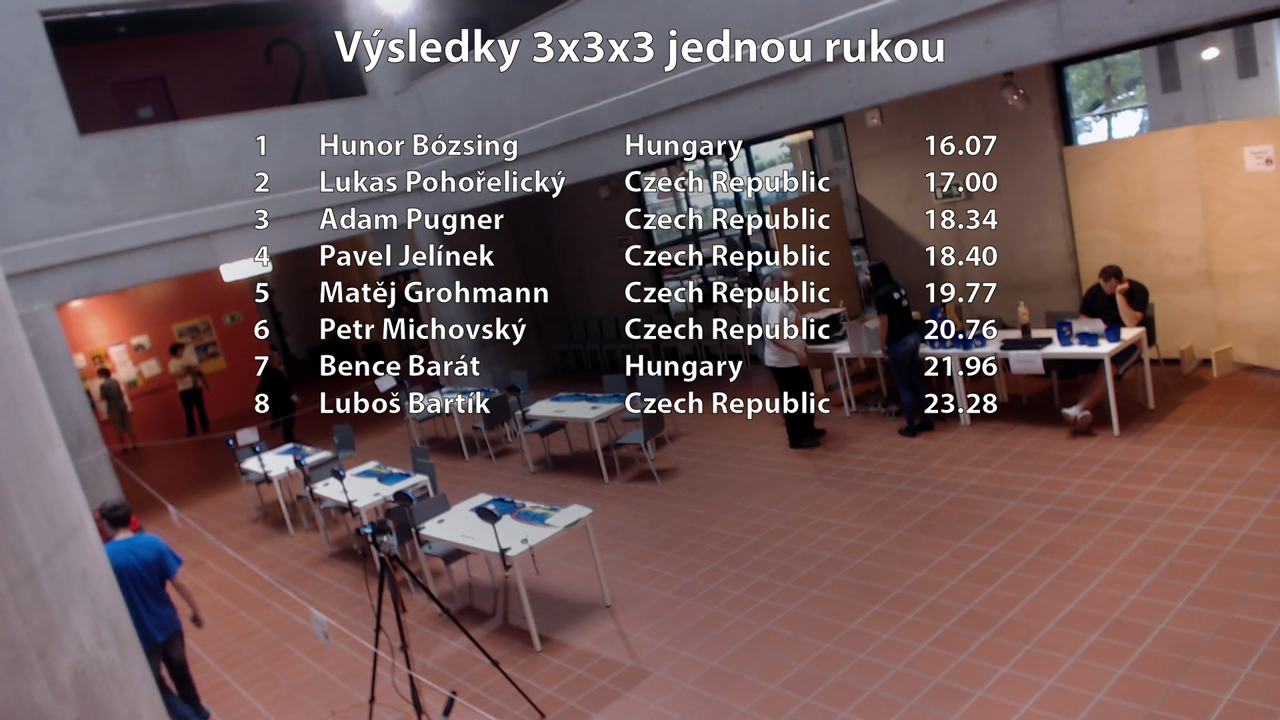 Výsledky 3x3x3 jednou rukou
1 Hunor Bózsing Hungary 16.07
2 Lukas Pohořelický Czech Republic 17.00
3 Adam Pugner Czech Republic 18.34
4 Pavel Jelínek Czech Republic 18.40
5 Matěj Grohmann Czech Republic 19.77
6 Petr Michovský Czech Republic 20.76
7 Bence Barát Hungary 21.96
8 Luboš Bartík Czech Republic 23.28